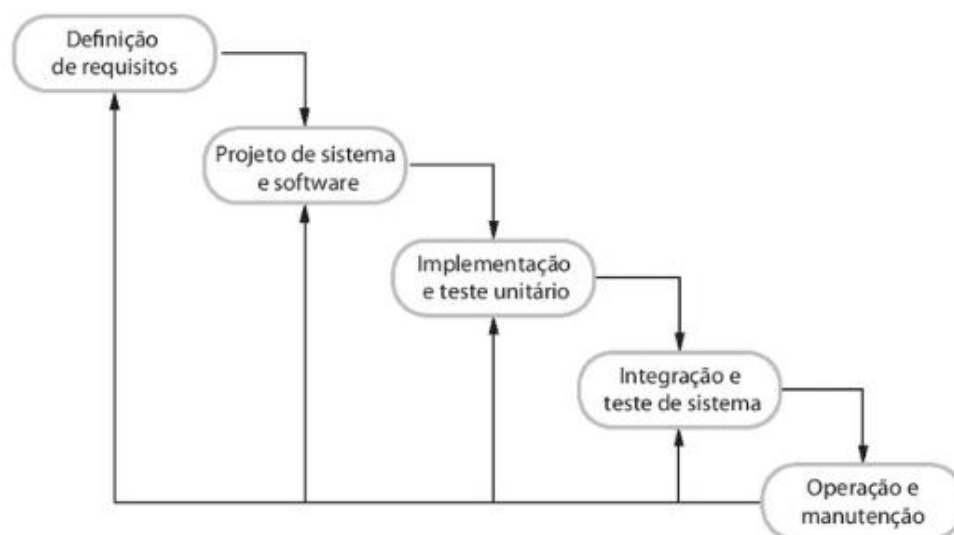 Definição
de requisitos
Projeto de sistema
e software
Implementação
e teste unitário
Integração e
teste de sistema
Operação e
manutenção